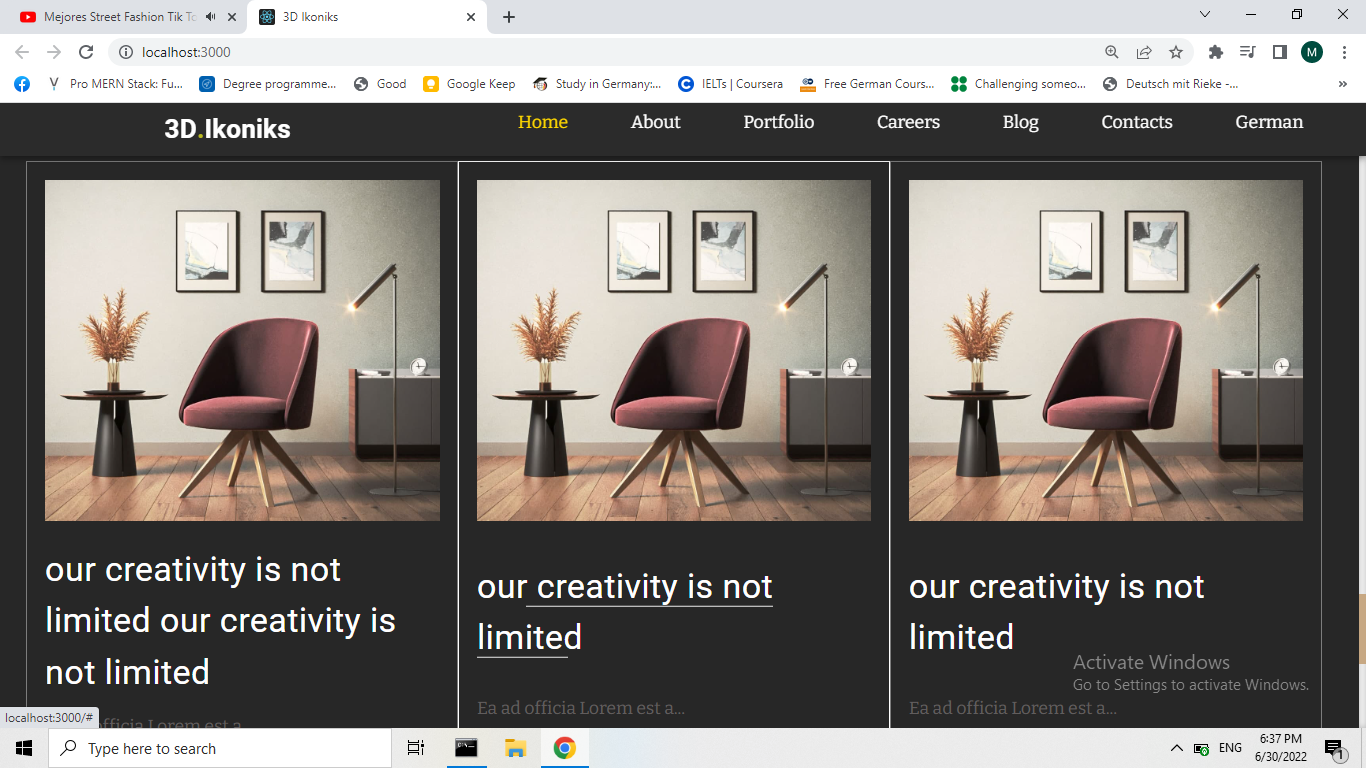 Mejores Street Fashion Tik To
3D Ikoniks
localhost:3000
M
Pro MERN Stack: Fu...
Degree programme...
Good
Google Keep
Study in Germany:...
IELTs | Coursera
Free German Cours...
Challenging someo...
Deutsch mit Rieke -...
3D.Ikoniks
Home
About
Portfolio
Careers
Blog
Contacts
German
our creativity is not
limited our creativity is
not limited
officia Lorem est a...
our creativity is not
limited
Ea ad officia Lorem est a...
our creativity is not
limited
Ea ad officia Lorem est a...
Activate Windows
Go to Settings to activate Windows.
localhost:3000/#
Type here to search
ENG
6:37 PM
6/30/2022
1